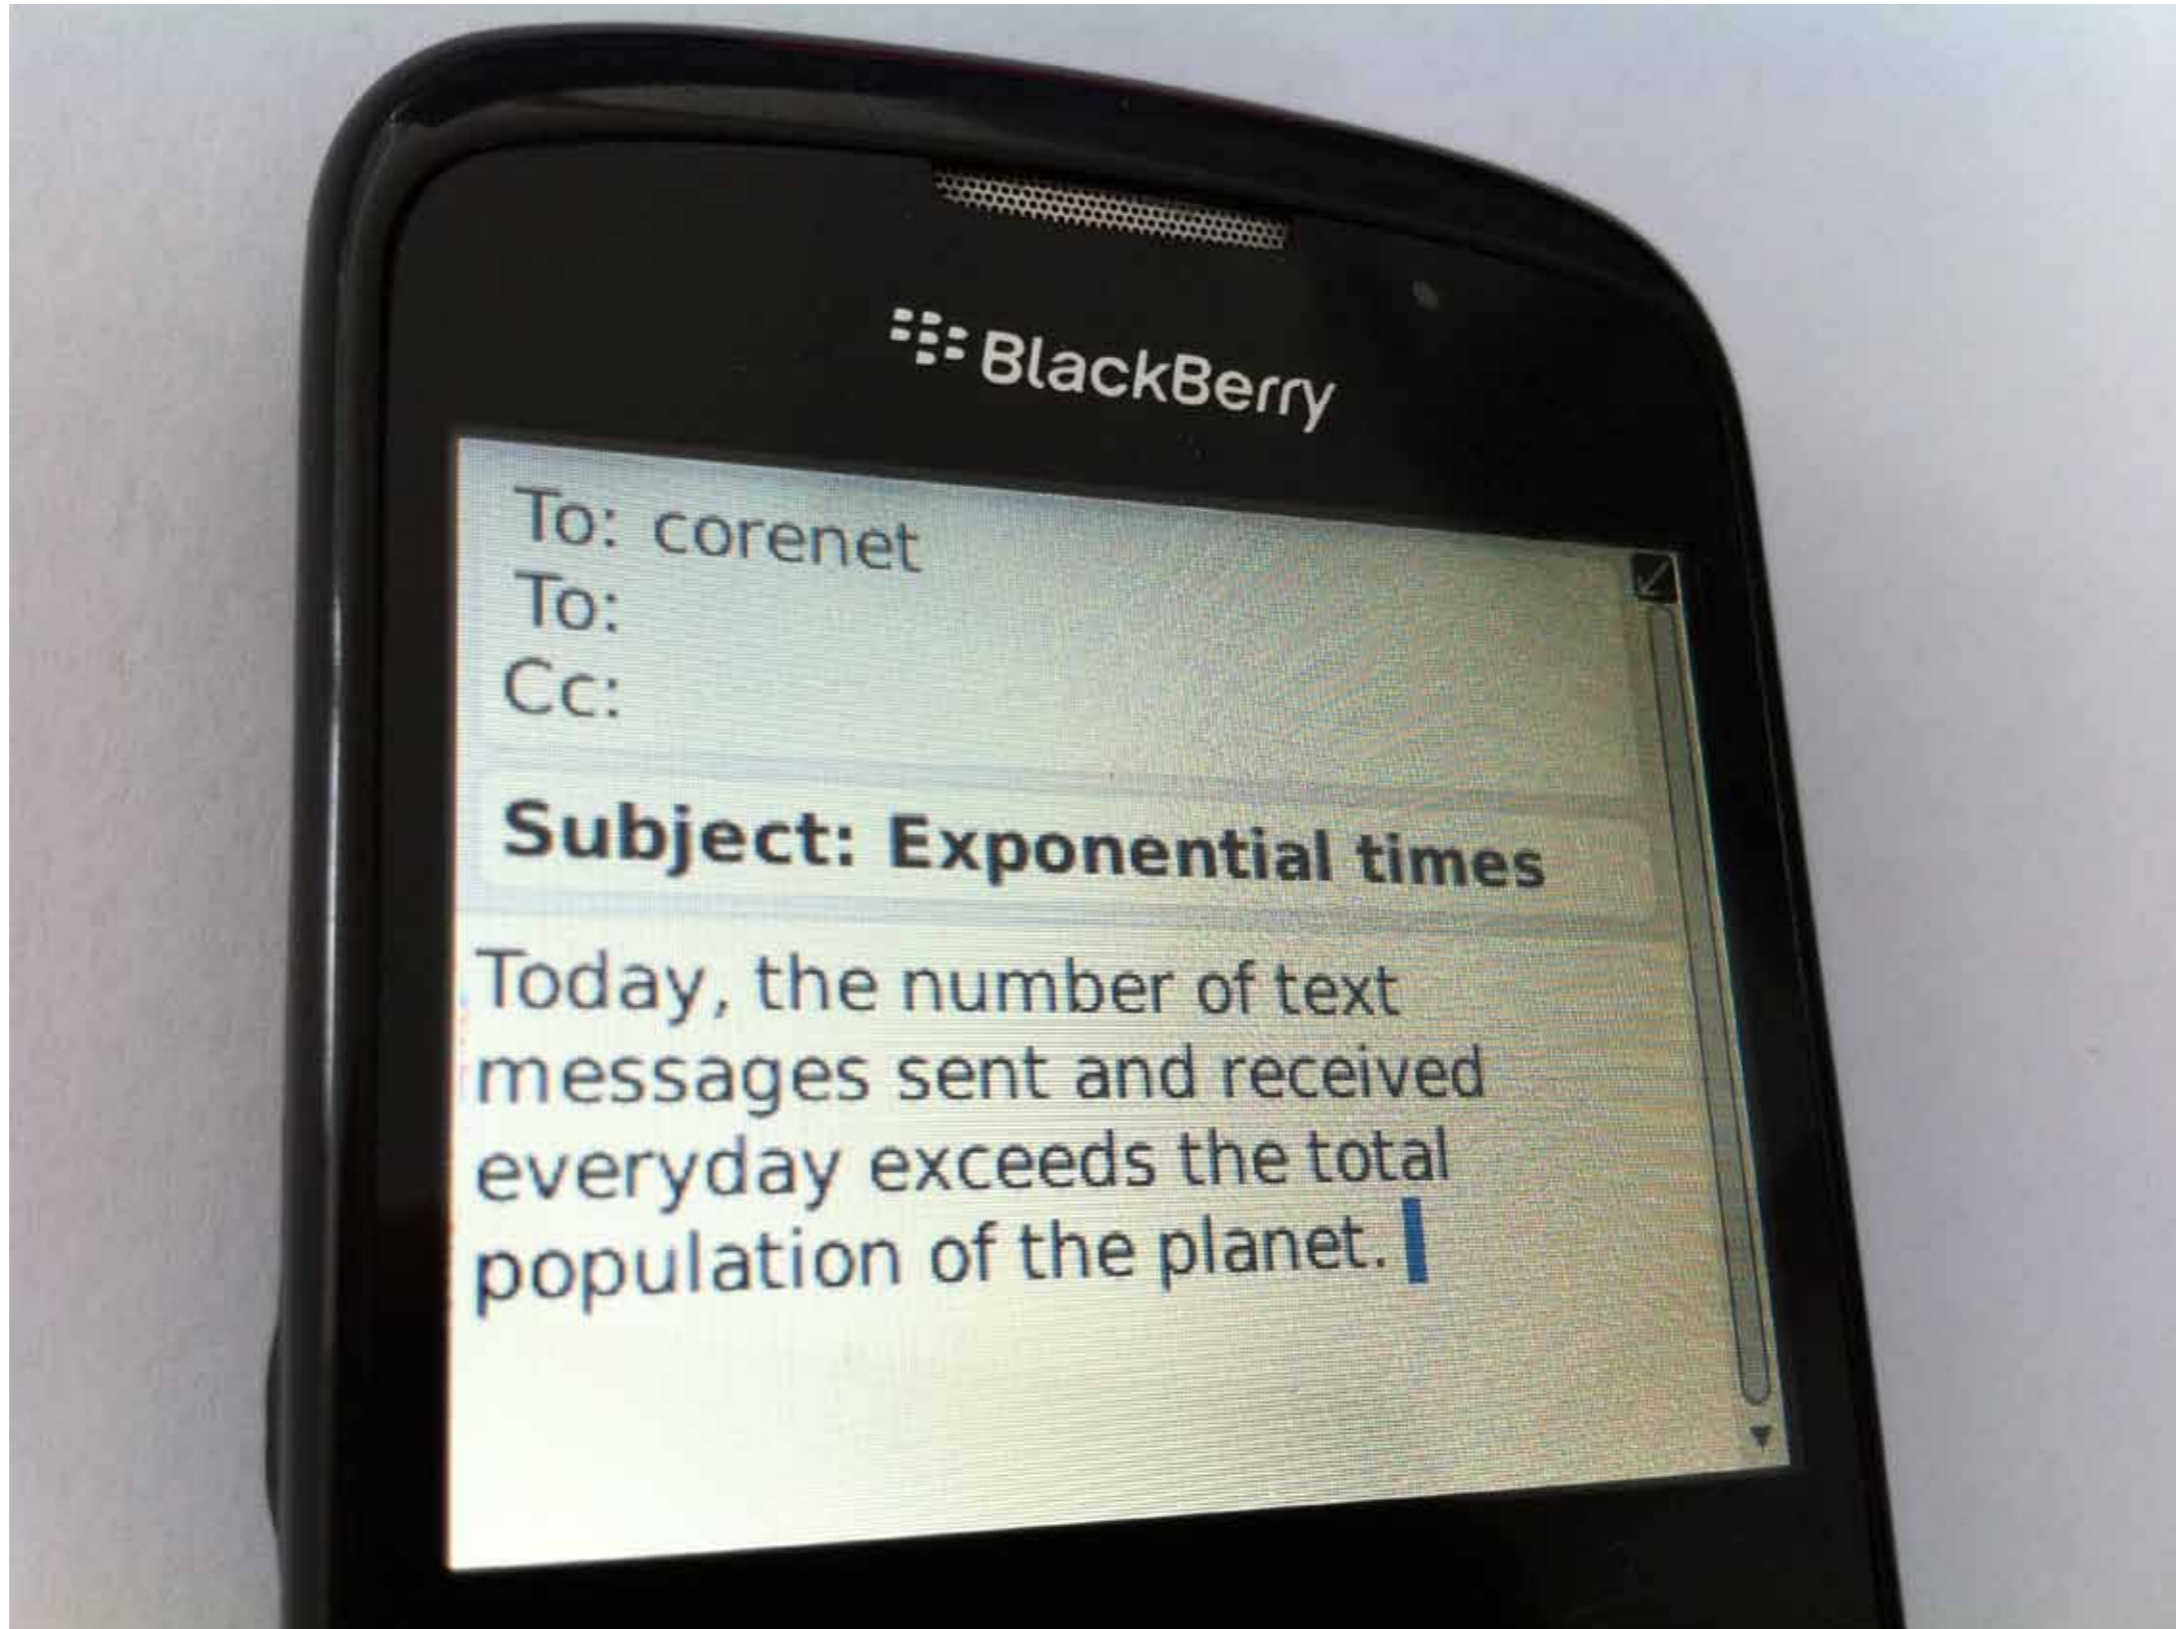 BlackBerry
To: corenet
To:
Cc:
Subject: Exponential times
Today, the number of text
messages sent and received
everyday exceeds the total
population of the planet.